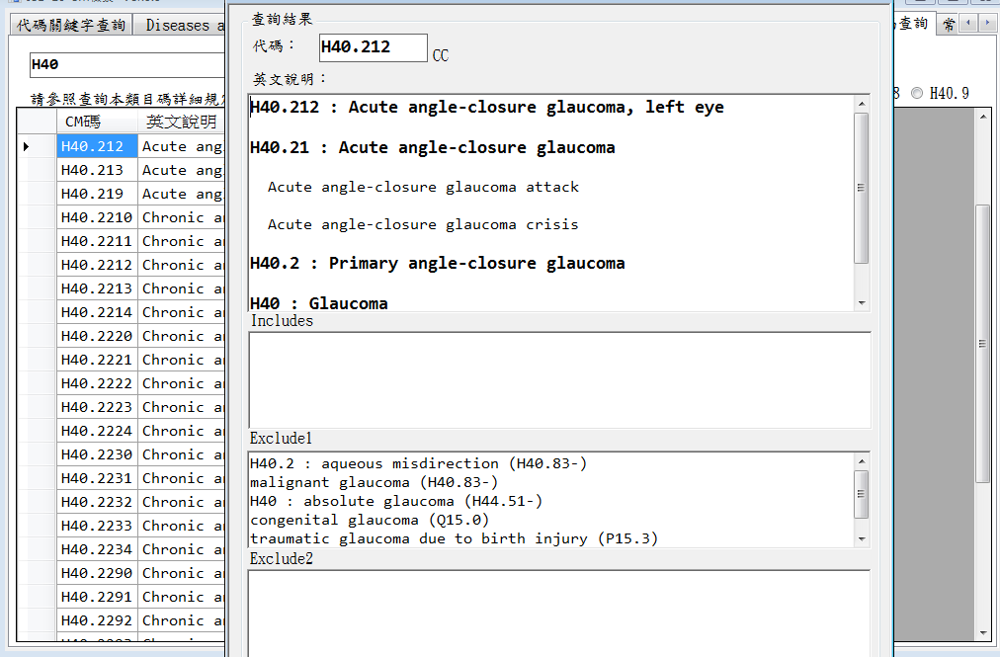 代碼關鍵字查詢
Diseases a
查詢
常
H40
請參照查詢本類目碼詳細規
H40.9
CM碼 英文說明
H40.212 Acute ang
H40.213 Acute ang
H40.219 Acute ang
H40.2210 Chronic a
H40.2211 Chronic a
H40.2212 Chronic a
H40.2213 Chronic a
H40.2214 Chronic a
H40.2220 Chronic a
H40.2221 Chronic a
H40.2222 Chronic a
H40.2223 Chronic a
H40.2224 Chronic a
H40.2230 Chronic a
H40.2231 Chronic a
H40.2232 Chronic a
H40.2233 Chronic a
H40.2234 Chronic a
H40.2290 Chronic a
H40.2291 Chronic a
H40.2292 Chronic a
查詢結果
代碼： H40.212 CC
英文說明：
H40.212 : Acute angle-closure glaucoma, left eye
H40.21 : Acute angle-closure glaucoma
Acute angle-closure glaucoma attack
Acute angle-closure glaucoma crisis
H40.2 : Primary angle-closure glaucoma
H40 : Glaucoma
Includes
Exclude1
H40.2 : aqueous misdirection (H40.83-)
malignant glaucoma (H40.83-)
H40 : absolute glaucoma (H44.51-)
congenital glaucoma (Q15.0)
traumatic glaucoma due to birth injury (P15.3)
Exclude2